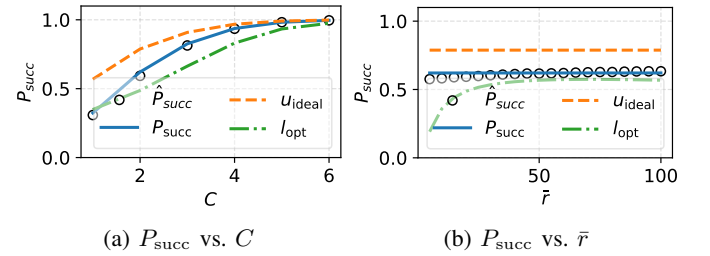 1.0
0.5
0.0
P_succ
2 4 6
C
P̂_succ
P_succ
u_ideal
l_opt
(a) P_succ vs. C
1.0
0.5
0.0
P_succ
50 100
r̄
P̂_succ
P_succ
u_ideal
l_opt
(b) P_succ vs. r̄